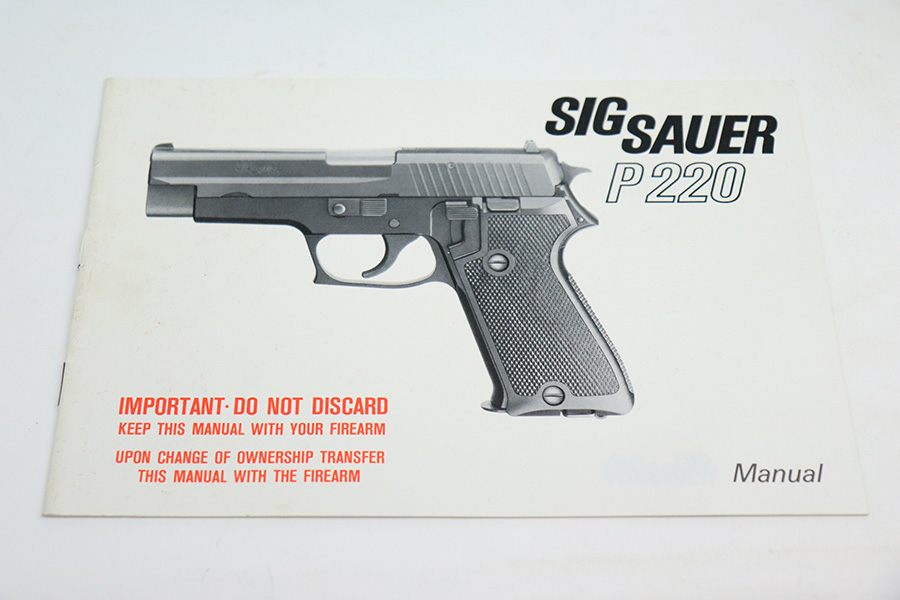 SIG SAUER
P 220
IMPORTANT· DO NOT DISCARD
KEEP THIS MANUAL WITH YOUR FIREARM
UPON CHANGE OF OWNERSHIP TRANSFER
THIS MANUAL WITH THE FIREARM
Manual